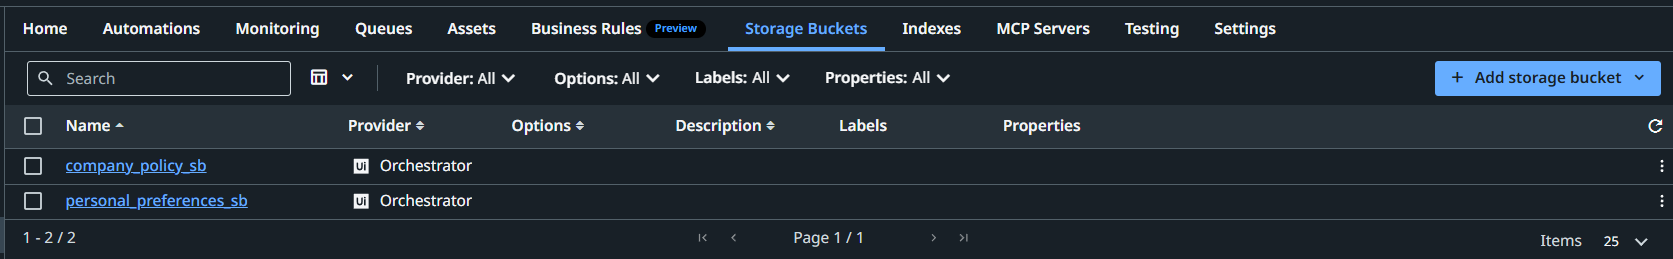 Home Automations Monitoring Queues Assets Business Rules Preview Storage Buckets Indexes MCP Servers Testing Settings
Search Provider: All Options: All Labels: All Properties: All + Add storage bucket
Name Provider Options Description Labels Properties
company_policy_sb Ui Orchestrator
personal_preferences_sb Ui Orchestrator
1 - 2 / 2 Page 1 / 1 Items 25